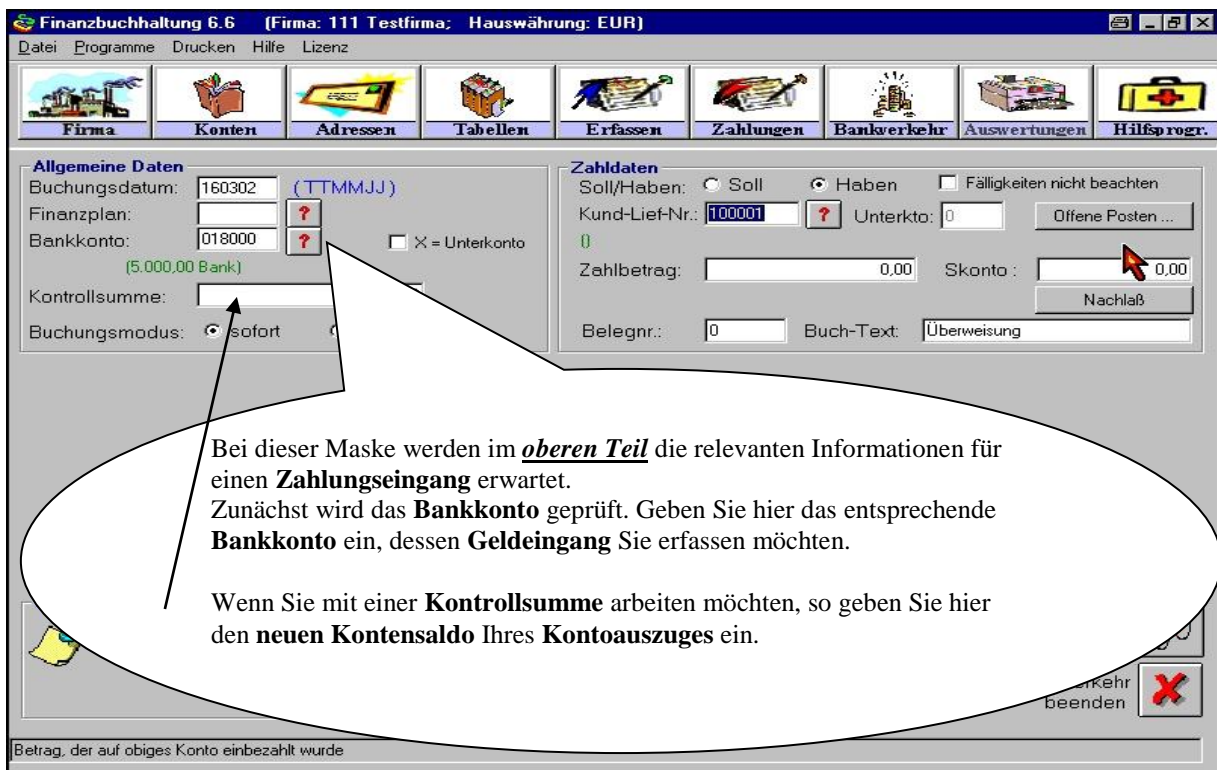 Finanzbuchhaltung 6.6 (Firma: 111 Testfirma; Hauswährung: EUR)
Datei Programme Drucken Hilfe Lizenz
Firma Konten Adressen Tabellen Erfassen Zahlungen Bankverkehr Auswertungen Hilfsprogr.
Allgemeine Daten
Buchungsdatum: 160302 (TTMMJJ)
Finanzplan: ?
Bankkonto: 018000 ? X = Unterkonto
(5.000,00 Bank)
Kontrollsumme:
Buchungsmodus: sofort
Zahldaten
Soll/Haben: Soll Haben Fälligkeiten nicht beachten
Kund-Lief-Nr.: 100001 ? Unterkto: 0 Offene Posten ...
()
Zahlbetrag: 0,00 Skonto : 0,00
Nachlaß
Belegnr.: 0 Buch-Text: Überweisung
Bei dieser Maske werden im oberen Teil die relevanten Informationen für
einen Zahlungseingang erwartet.
Zunächst wird das Bankkonto geprüft. Geben Sie hier das entsprechende
Bankkonto ein, dessen Geldeingang Sie erfassen möchten.
Wenn Sie mit einer Kontrollsumme arbeiten möchten, so geben Sie hier
den neuen Kontensaldo Ihres Kontoauszuges ein.
kehr
beenden
Betrag, der auf obiges Konto einbezahlt wurde